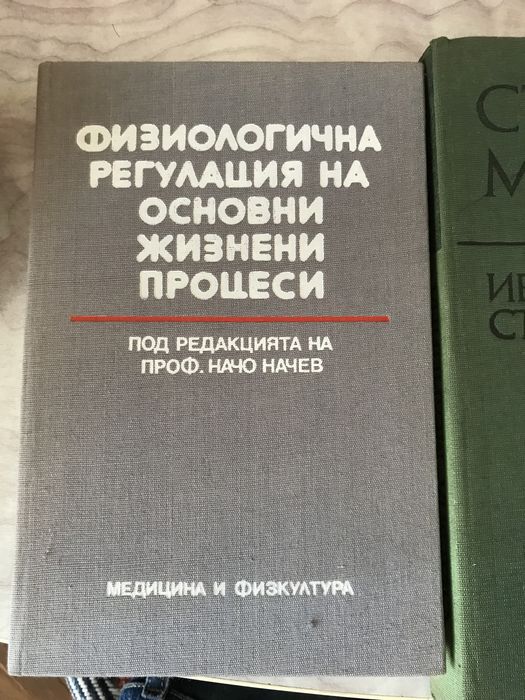 ФИЗИОЛОГИЧНА
РЕГУЛАЦИЯ НА
ОСНОВНИ
ЖИЗНЕНИ
ПРОЦЕСИ
ПОД РЕДАКЦИЯТА НА
ПРОФ. НАЧО НАЧЕВ
МЕДИЦИНА И ФИЗКУЛТУРА